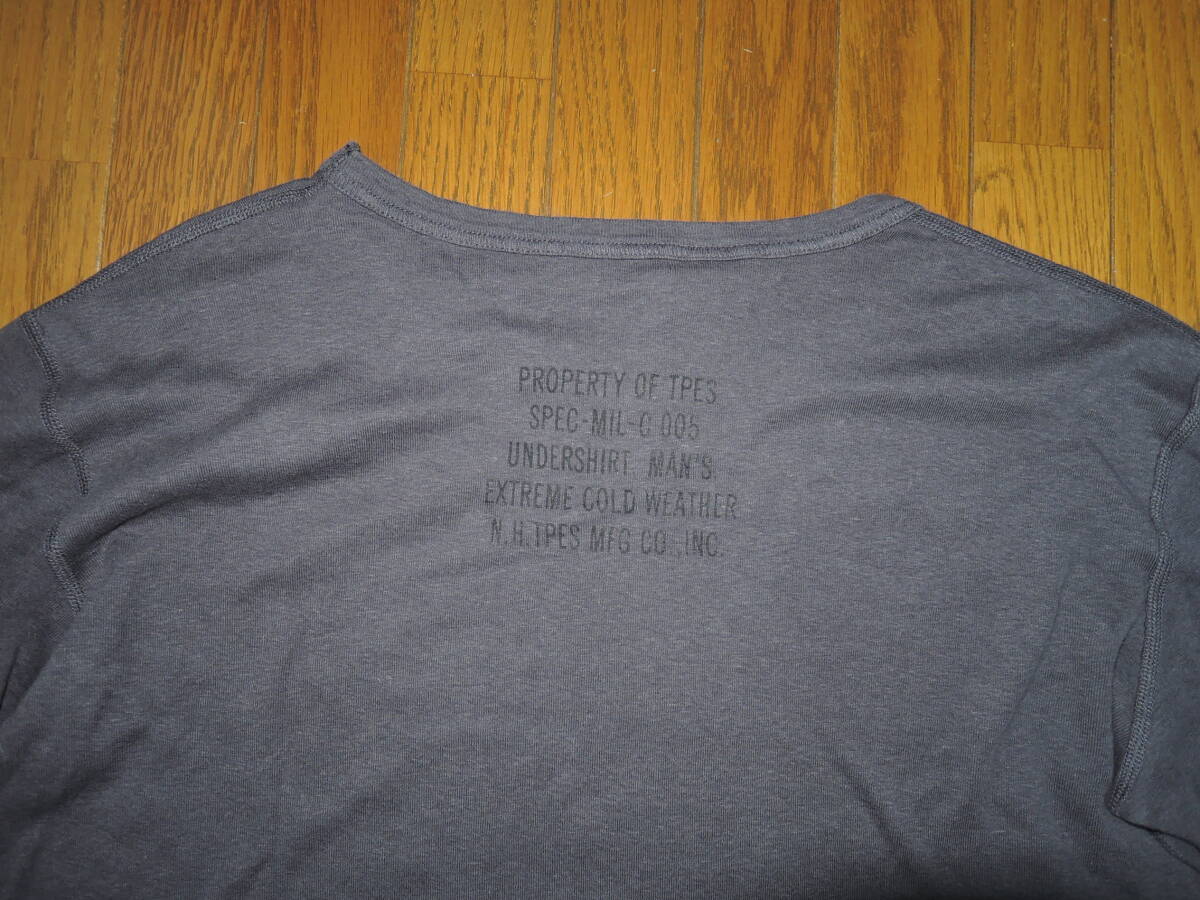 PROPERTY OF TPES
SPEC-MIL-C 005
UNDERSHIRT. MAN'S.
EXTREME COLD WEATHER
N.H.TPES MFG CO.,INC.